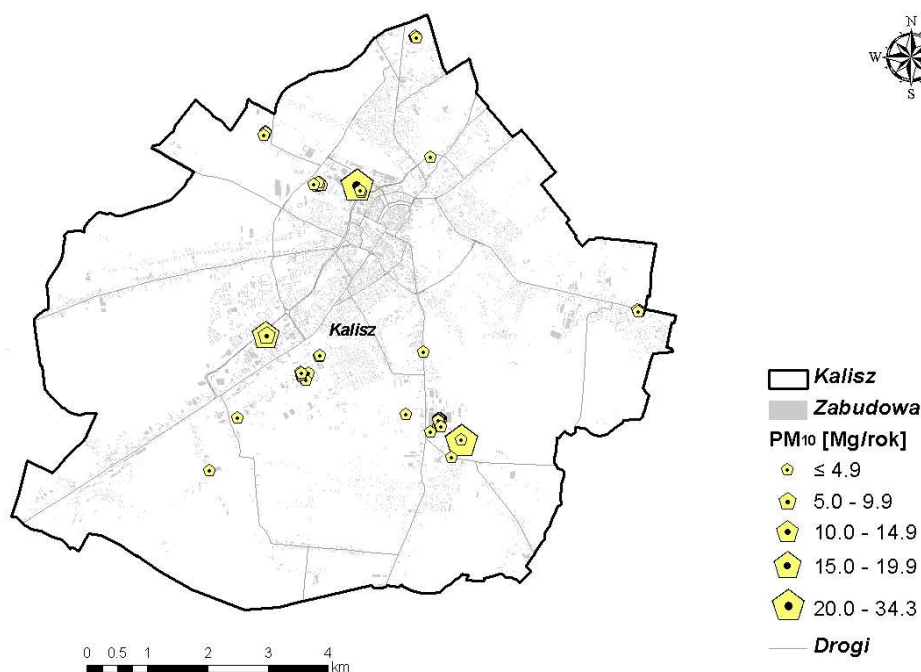 N
W
S
Kalisz
Kalisz
Zabudowa
PM10 [Mg/rok]
≤ 4.9
5.0 - 9.9
10.0 - 14.9
15.0 - 19.9
20.0 - 34.3
Drogi
0 0.5 1 2 3 4
km